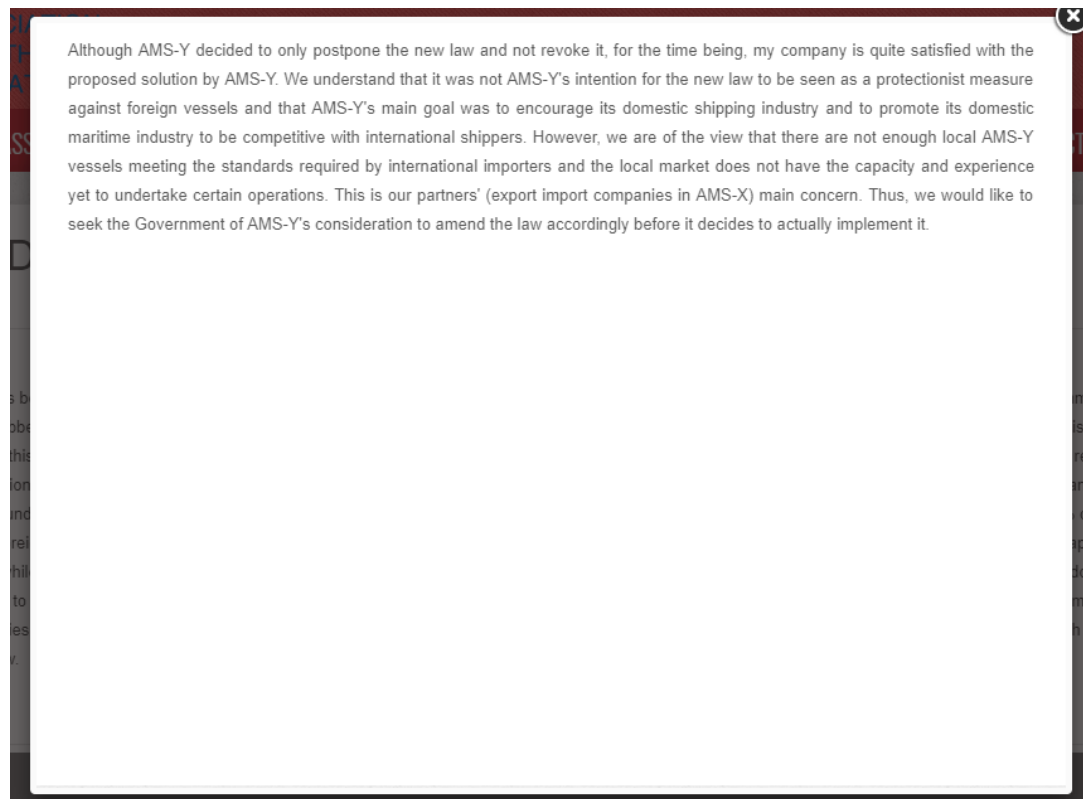 Although AMS-Y decided to only postpone the new law and not revoke it, for the time being, my company is quite satisfied with the
proposed solution by AMS-Y. We understand that it was not AMS-Y's intention for the new law to be seen as a protectionist measure
against foreign vessels and that AMS-Y's main goal was to encourage its domestic shipping industry and to promote its domestic
maritime industry to be competitive with international shippers. However, we are of the view that there are not enough local AMS-Y
vessels meeting the standards required by international importers and the local market does not have the capacity and experience
yet to undertake certain operations. This is our partners' (export import companies in AMS-X) main concern. Thus, we would like to
seek the Government of AMS-Y's consideration to amend the law accordingly before it decides to actually implement it.